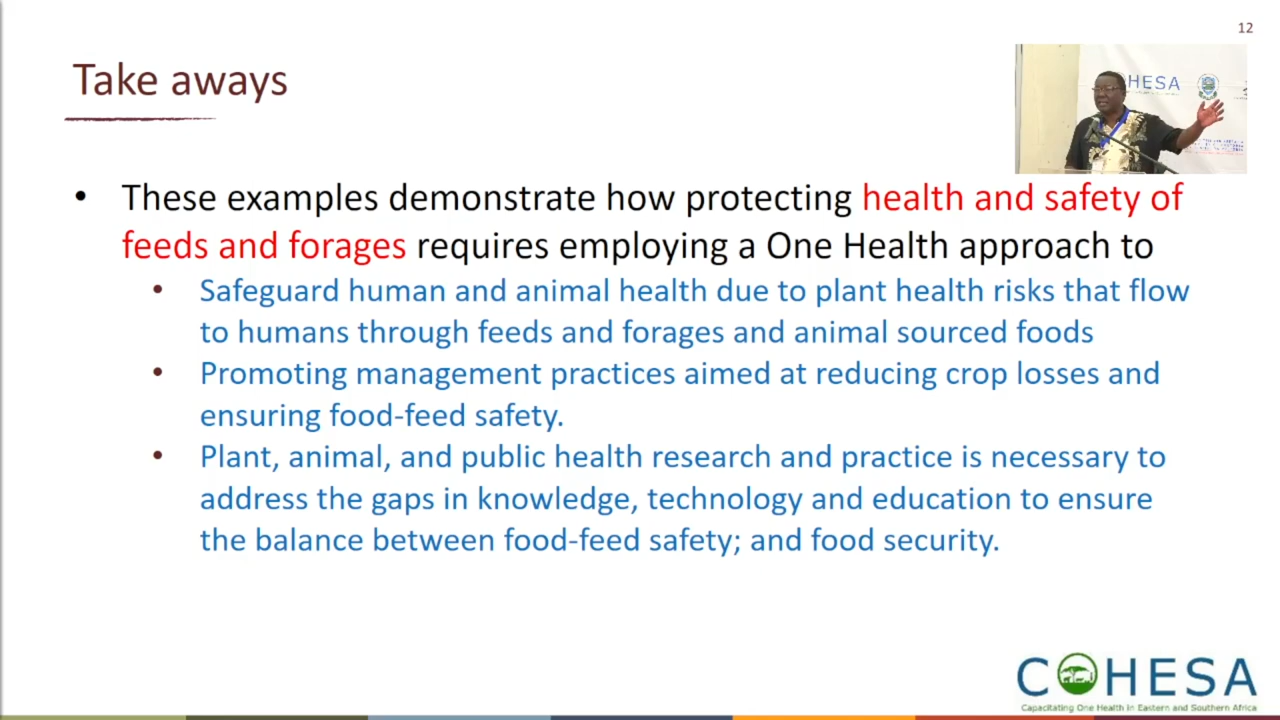 12
Take aways
HESA
• These examples demonstrate how protecting health and safety of
feeds and forages requires employing a One Health approach to
• Safeguard human and animal health due to plant health risks that flow
to humans through feeds and forages and animal sourced foods
• Promoting management practices aimed at reducing crop losses and
ensuring food-feed safety.
• Plant, animal, and public health research and practice is necessary to
address the gaps in knowledge, technology and education to ensure
the balance between food-feed safety; and food security.
COHESA
Capacitating One Health in Eastern and Southern Africa